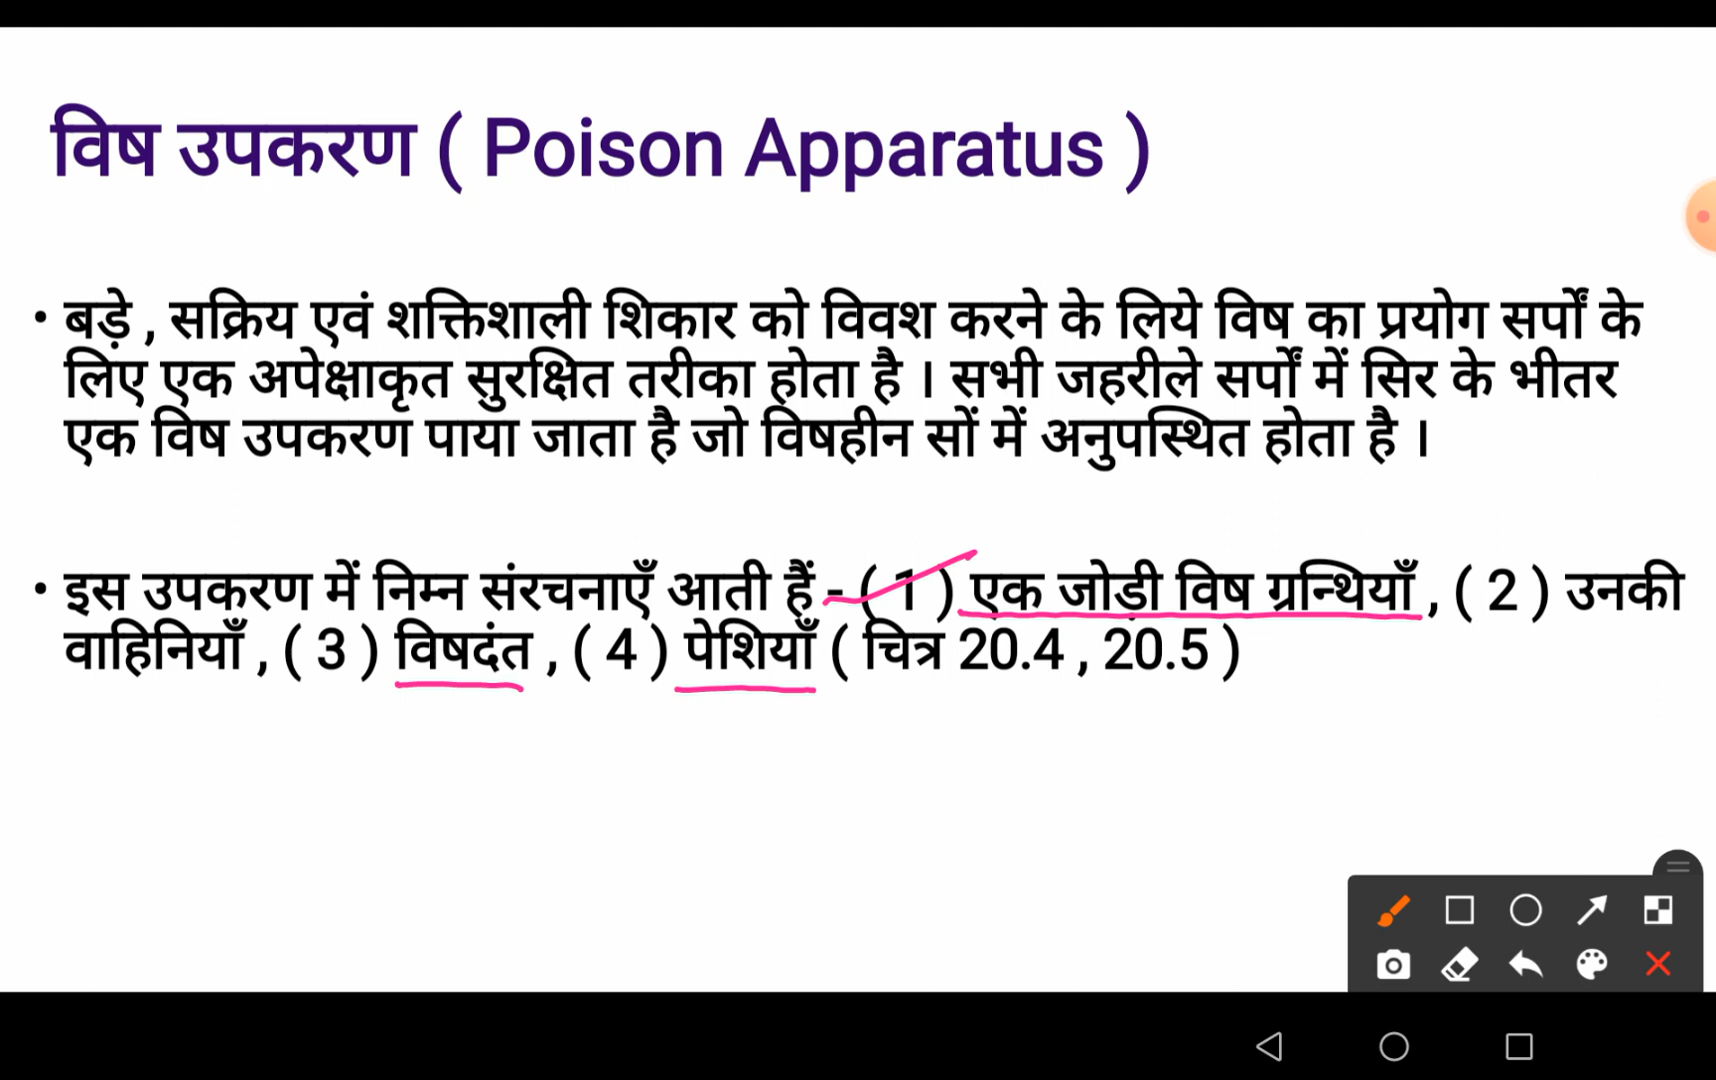 विष उपकरण ( Poison Apparatus )
• बड़े , सक्रिय एवं शक्तिशाली शिकार को विवश करने के लिये विष का प्रयोग सर्पों के
लिए एक अपेक्षाकृत सुरक्षित तरीका होता है । सभी जहरीले सर्पों में सिर के भीतर
एक विष उपकरण पाया जाता है जो विषहीन सों में अनुपस्थित होता है ।
• इस उपकरण में निम्न संरचनाएँ आती हैं - ( 1 ) एक जोड़ी विष ग्रन्थियाँ , ( 2 ) उनकी
वाहिनियाँ , ( 3 ) विषदंत , ( 4 ) पेशियाँ ( चित्र 20.4 , 20.5 )